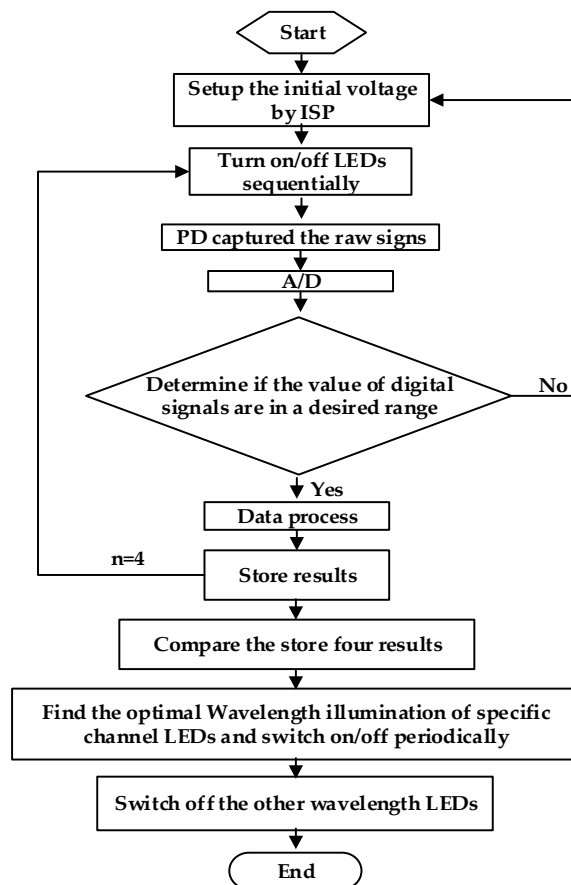 Start
Setup the initial voltage
by ISP
Turn on/off LEDs
sequentially
PD captured the raw signs
A/D
Determine if the value of digital
signals are in a desired range
No
Yes
Data process
n=4
Store results
Compare the store four results
Find the optimal Wavelength illumination of specific
channel LEDs and switch on/off periodically
Switch off the other wavelength LEDs
End